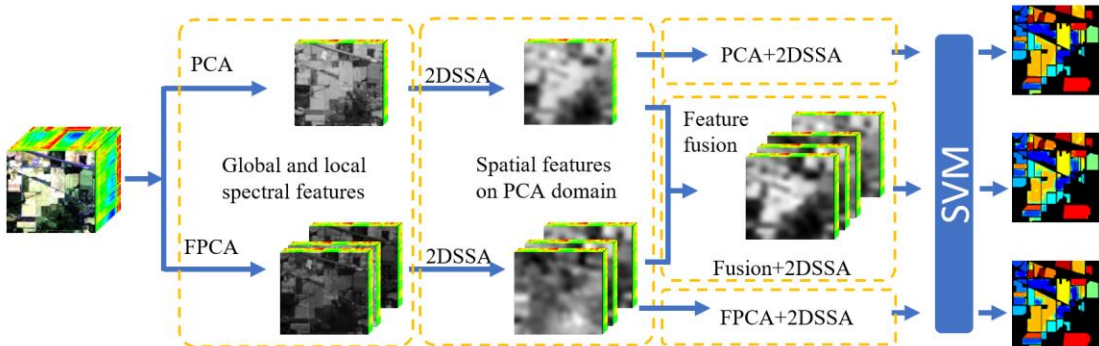 PCA
Global and local
spectral features
FPCA
2DSSA
Spatial features
on PCA domain
2DSSA
PCA+2DSSA
Feature
fusion
Fusion+2DSSA
FPCA+2DSSA
SVM